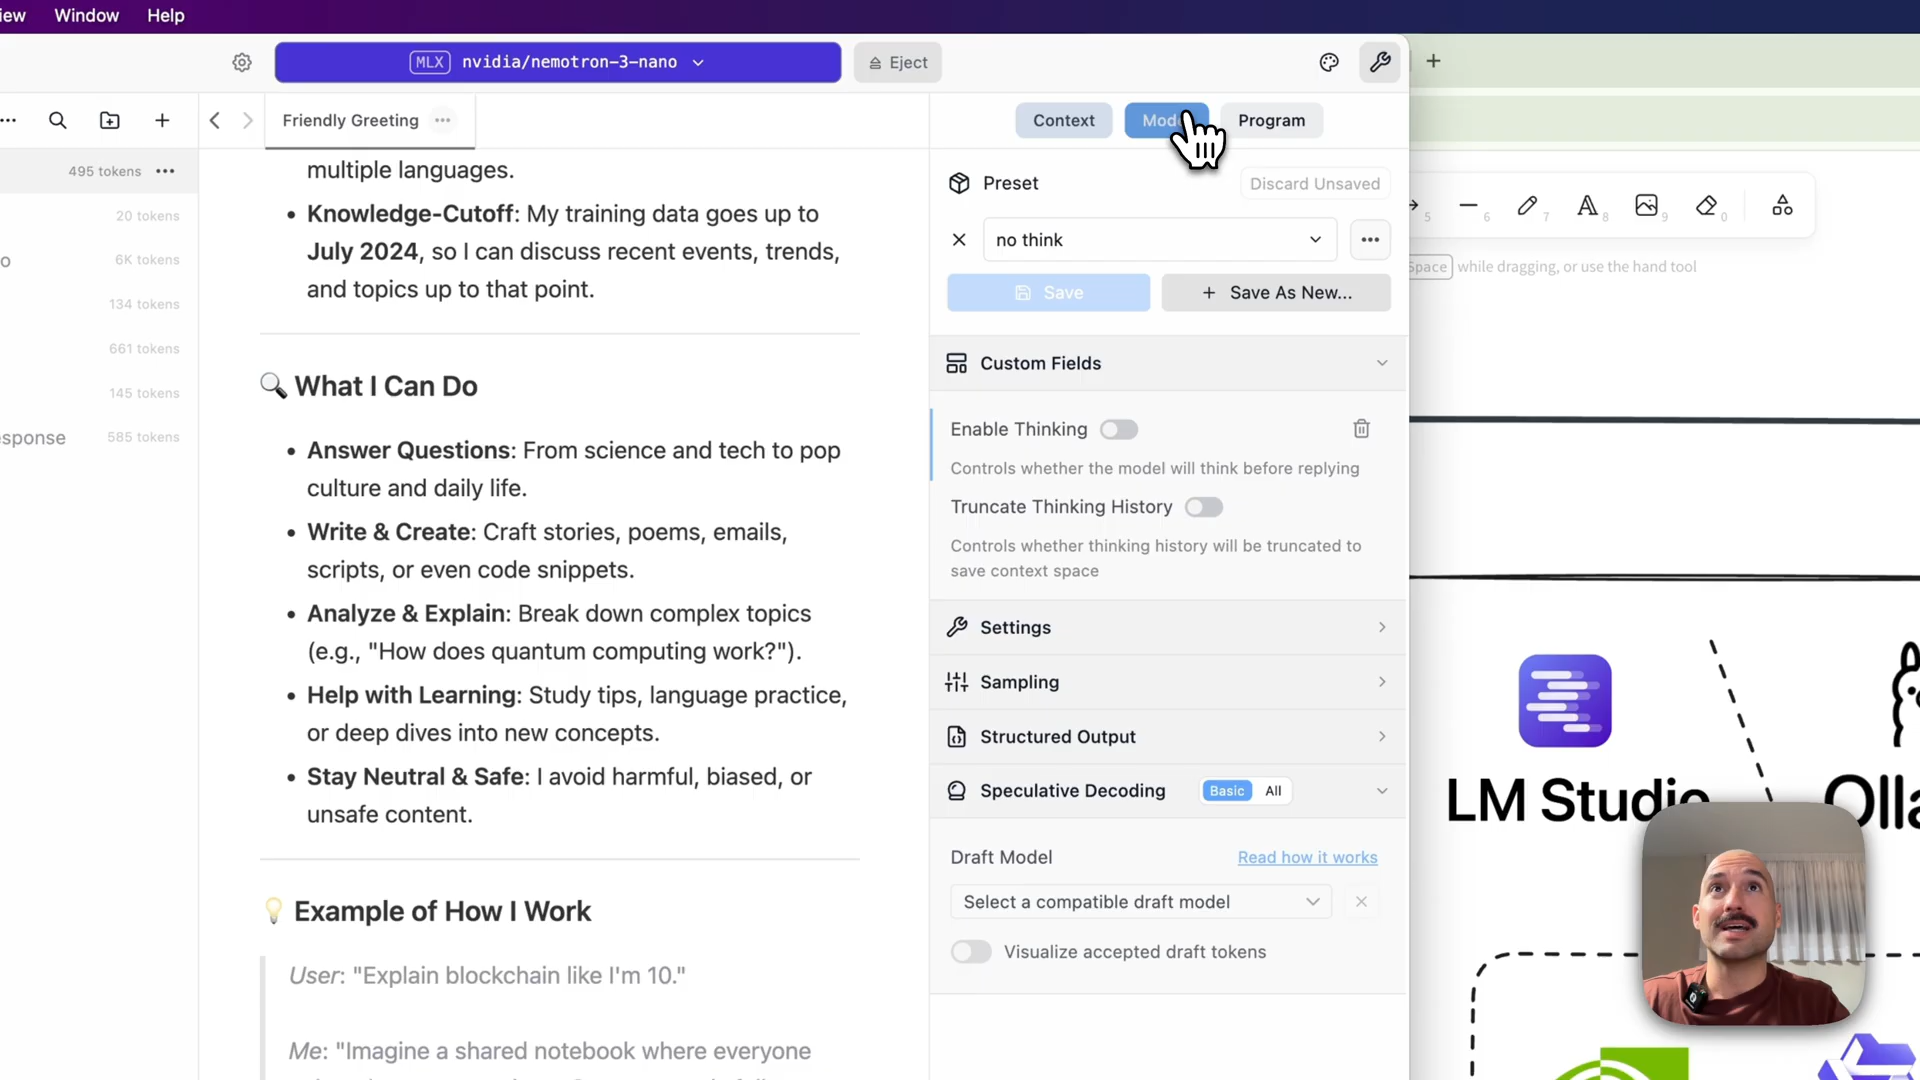 iew Window Help
MLX nvidia/nemotron-3-nano
Eject
Friendly Greeting
Context
Program
495 tokens
20 tokens
o 6K tokens
134 tokens
661 tokens
145 tokens
esponse 585 tokens
multiple languages.
• Knowledge-Cutoff: My training data goes up to
July 2024, so I can discuss recent events, trends,
and topics up to that point.
🔍 What I Can Do
• Answer Questions: From science and tech to pop
culture and daily life.
• Write & Create: Craft stories, poems, emails,
scripts, or even code snippets.
• Analyze & Explain: Break down complex topics
(e.g., "How does quantum computing work?").
• Help with Learning: Study tips, language practice,
or deep dives into new concepts.
• Stay Neutral & Safe: I avoid harmful, biased, or
unsafe content.
💡 Example of How I Work
User: "Explain blockchain like I'm 10."
Me: "Imagine a shared notebook where everyone
Preset
Discard Unsaved
no think
Save
+ Save As New...
Custom Fields
Enable Thinking
Controls whether the model will think before replying
Truncate Thinking History
Controls whether thinking history will be truncated to
save context space
Settings
Sampling
Structured Output
Speculative Decoding
Basic All
Draft Model
Read how it works
Select a compatible draft model
Visualize accepted draft tokens
5 6 7 8 9 0
Space while dragging, or use the hand tool
LM Studio
Olla